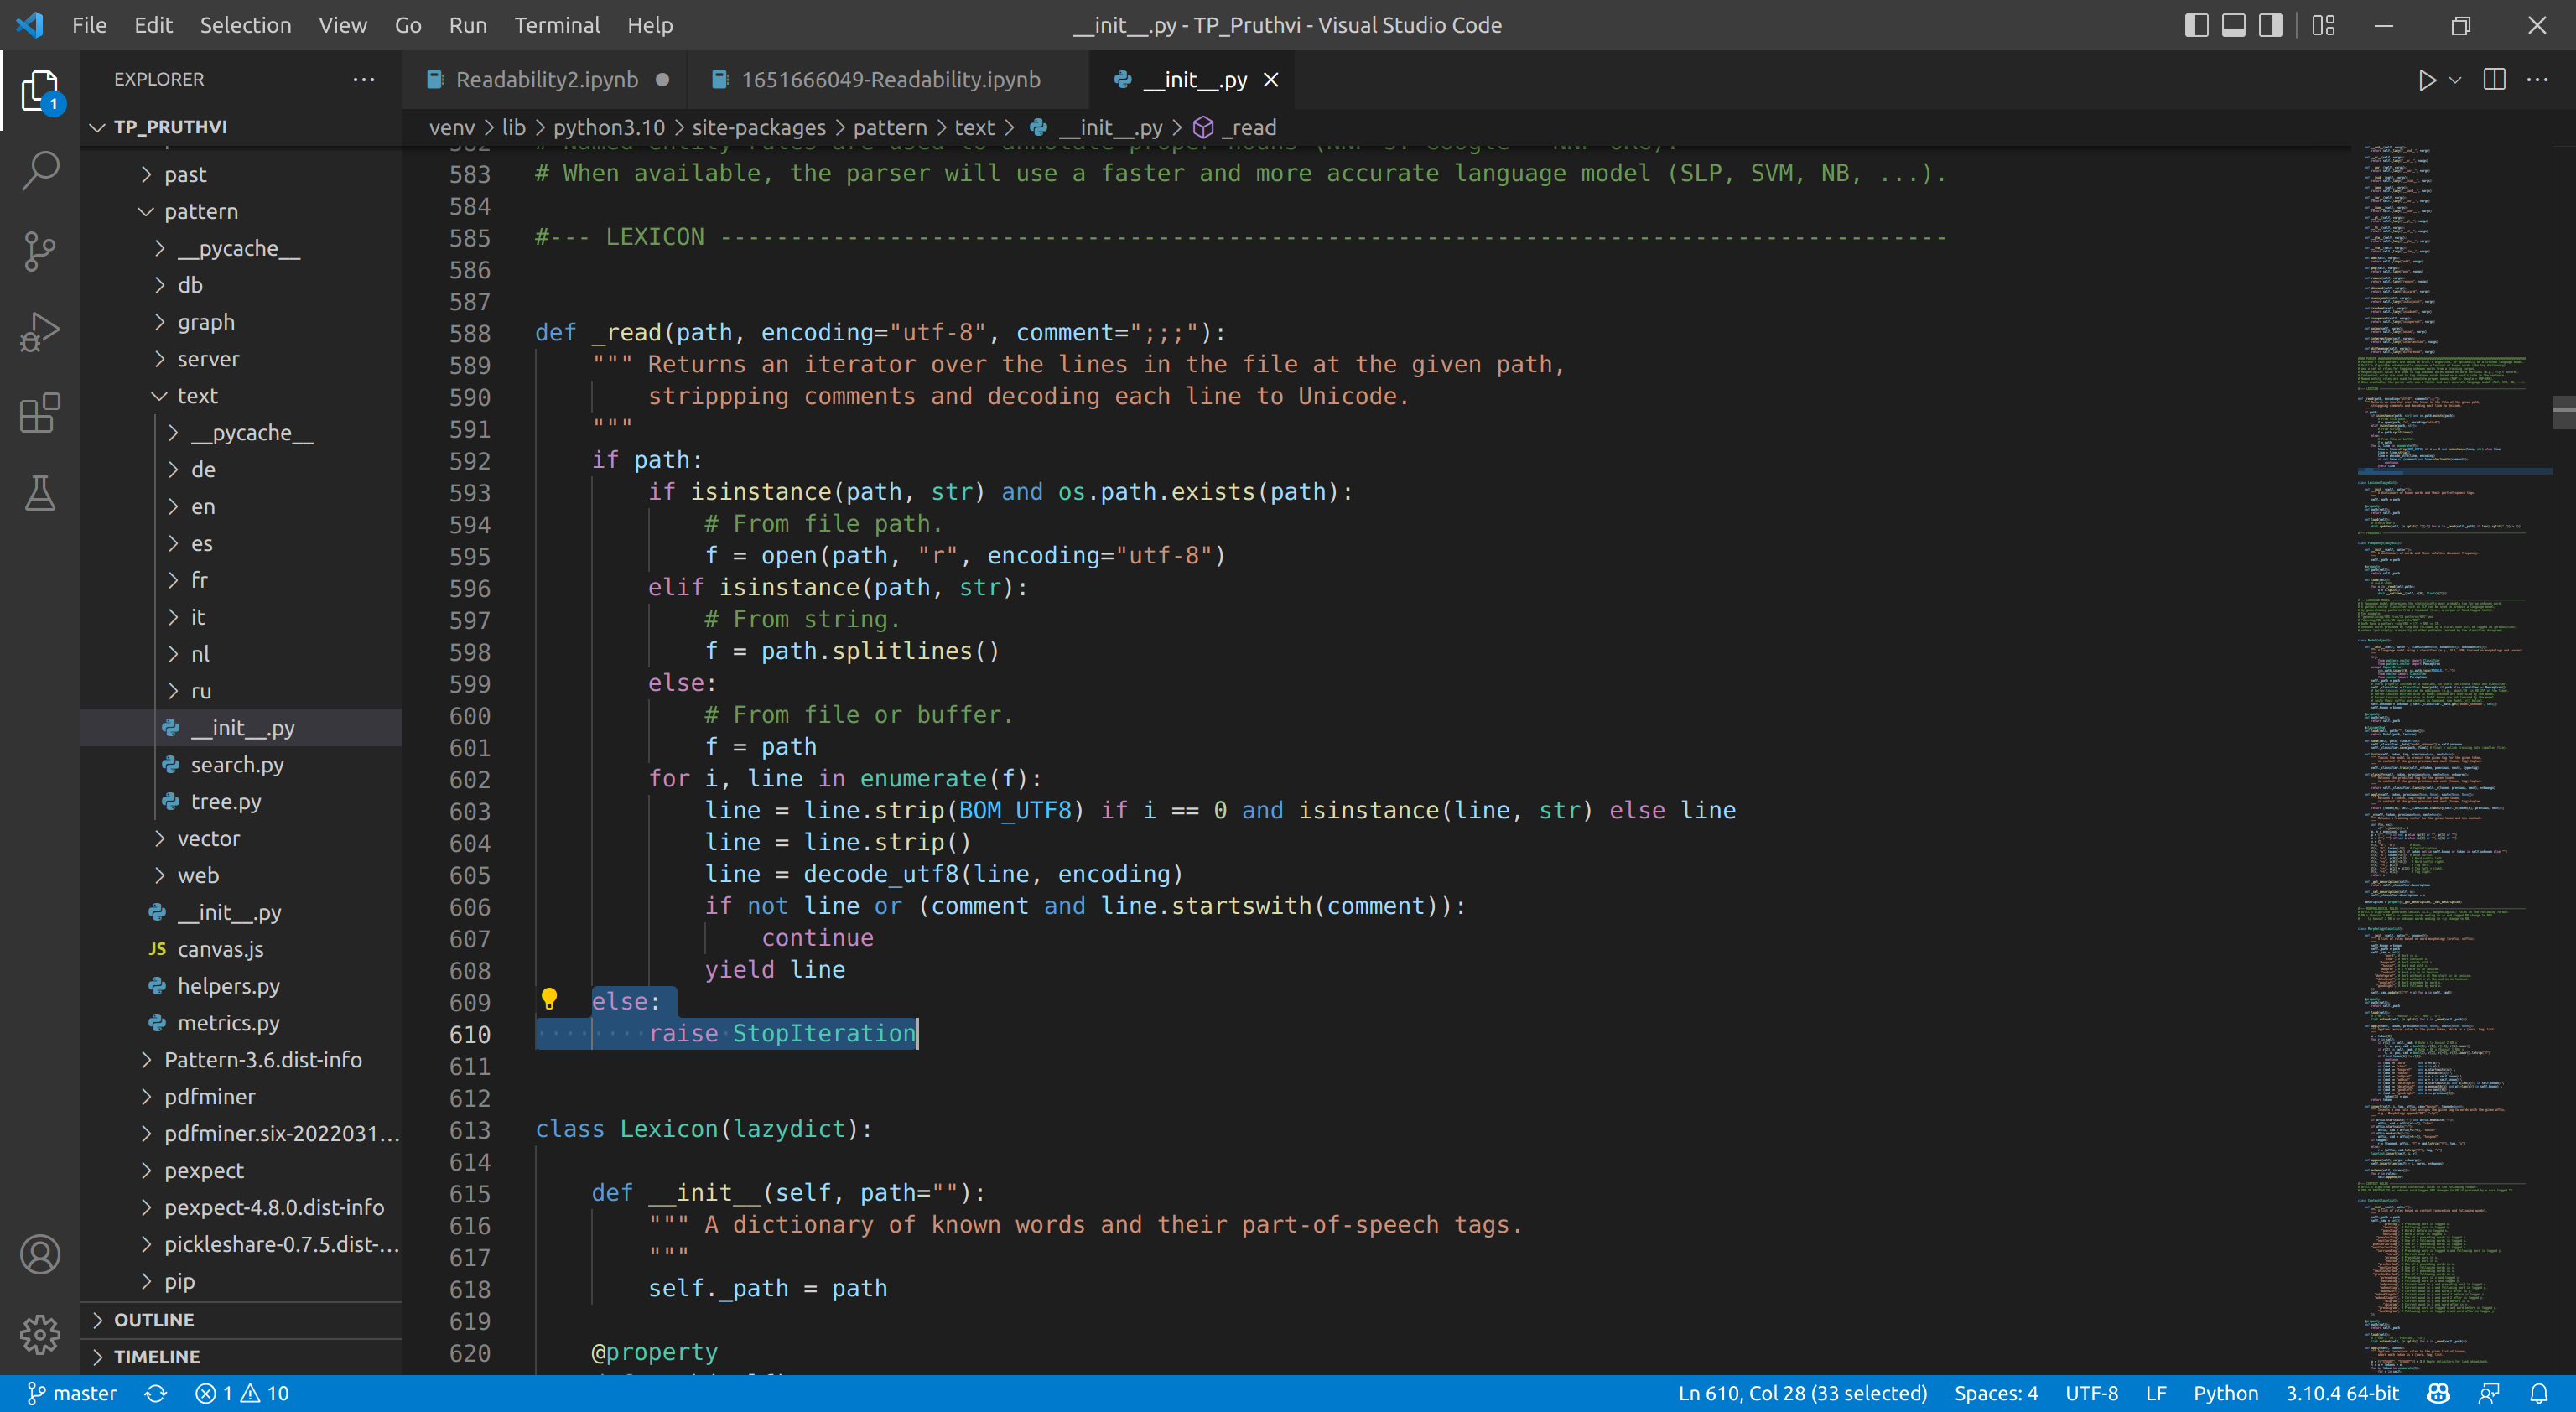 File Edit Selection View Go Run Terminal Help
__init__.py - TP_Pruthvi - Visual Studio Code
EXPLORER
Readability2.ipynb
1651666049-Readability.ipynb
__init__.py
1
TP_PRUTHVI
venv > lib > python3.10 > site-packages > pattern > text > __init__.py > _read
past
pattern
__pycache__
db
graph
server
text
__pycache__
de
en
es
fr
it
nl
ru
__init__.py
search.py
tree.py
vector
web
__init__.py
JS canvas.js
helpers.py
metrics.py
Pattern-3.6.dist-info
pdfminer
pdfminer.six-2022031...
pexpect
pexpect-4.8.0.dist-info
pickleshare-0.7.5.dist-...
pip
OUTLINE
TIMELINE
583 # When available, the parser will use a faster and more accurate language model (SLP, SVM, NB, ...).
584
585 #--- LEXICON ---------------------------------------------------------------------------------------
586
587
588 def _read(path, encoding="utf-8", comment=";;;"):
589     """ Returns an iterator over the lines in the file at the given path,
590         strippping comments and decoding each line to Unicode.
591     """
592     if path:
593         if isinstance(path, str) and os.path.exists(path):
594             # From file path.
595             f = open(path, "r", encoding="utf-8")
596         elif isinstance(path, str):
597             # From string.
598             f = path.splitlines()
599         else:
600             # From file or buffer.
601             f = path
602         for i, line in enumerate(f):
603             line = line.strip(BOM_UTF8) if i == 0 and isinstance(line, str) else line
604             line = line.strip()
605             line = decode_utf8(line, encoding)
606             if not line or (comment and line.startswith(comment)):
607                 continue
608             yield line
609     else:
610         raise StopIteration
611
612
613 class Lexicon(lazydict):
614
615     def __init__(self, path=""):
616         """ A dictionary of known words and their part-of-speech tags.
617         """
618         self._path = path
619
620     @property
master
1
10
Ln 610, Col 28 (33 selected)
Spaces: 4
UTF-8
LF
Python
3.10.4 64-bit